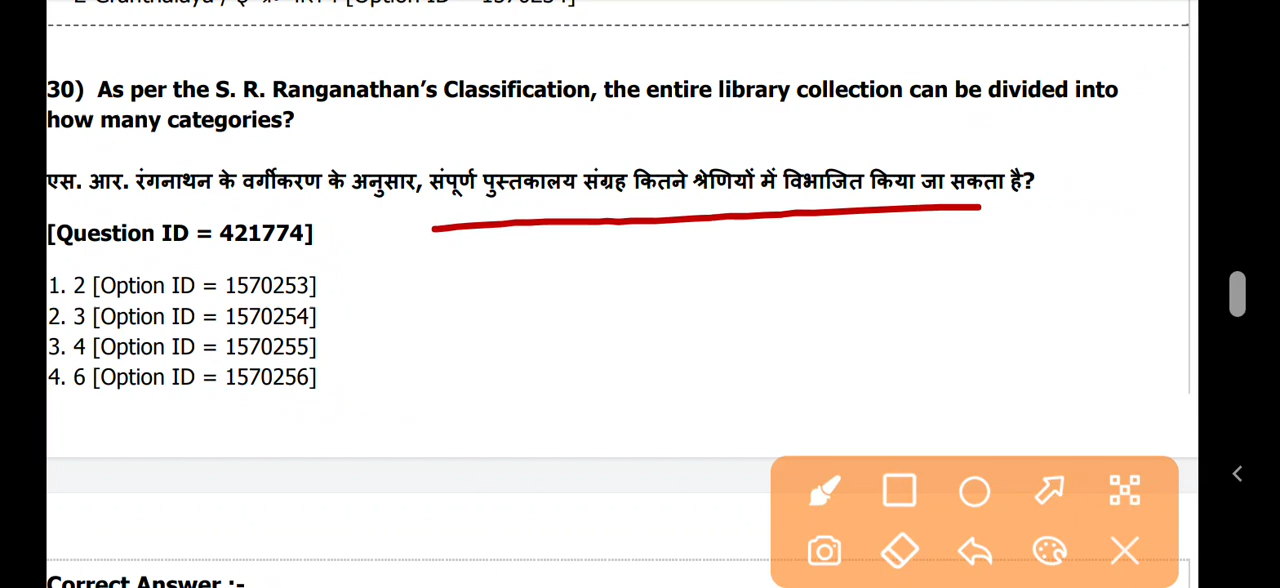 30) As per the S. R. Ranganathan's Classification, the entire library collection can be divided into
how many categories?
एस. आर. रंगनाथन के वर्गीकरण के अनुसार, संपूर्ण पुस्तकालय संग्रह कितने श्रेणियों में विभाजित किया जा सकता है?
[Question ID = 421774]
1. 2 [Option ID = 1570253]
2. 3 [Option ID = 1570254]
3. 4 [Option ID = 1570255]
4. 6 [Option ID = 1570256]
Correct Answer :-